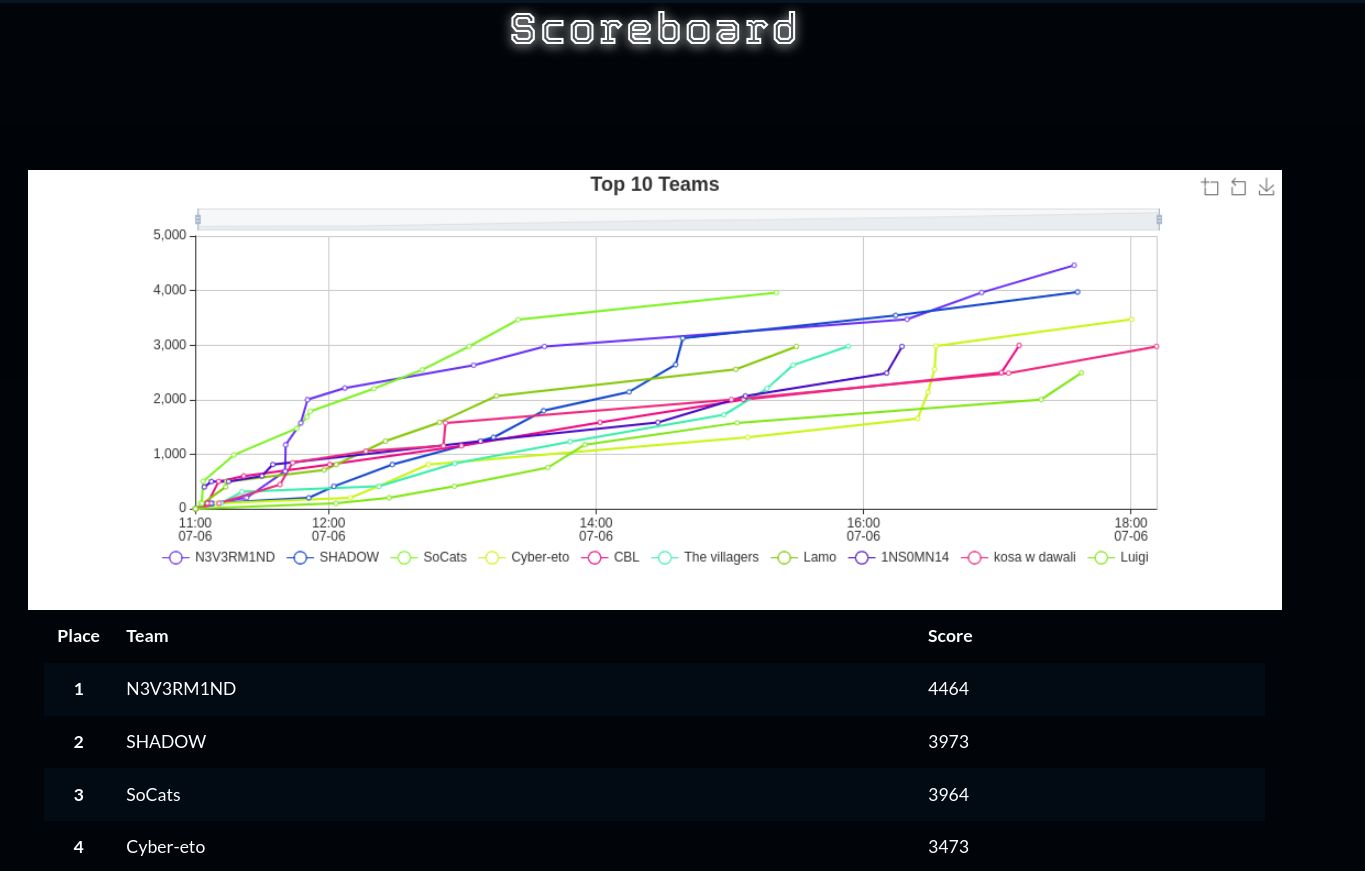 Scoreboard
Top 10 Teams
5,000
4,000
3,000
2,000
1,000
0
11:00 12:00 14:00 16:00 18:00
07-06 07-06 07-06 07-06 07-06
N3V3RM1ND SHADOW SoCats Cyber-eto CBL The villagers Lamo 1NS0MN14 kosa w dawali Luigi
Place Team Score
1 N3V3RM1ND 4464
2 SHADOW 3973
3 SoCats 3964
4 Cyber-eto 3473